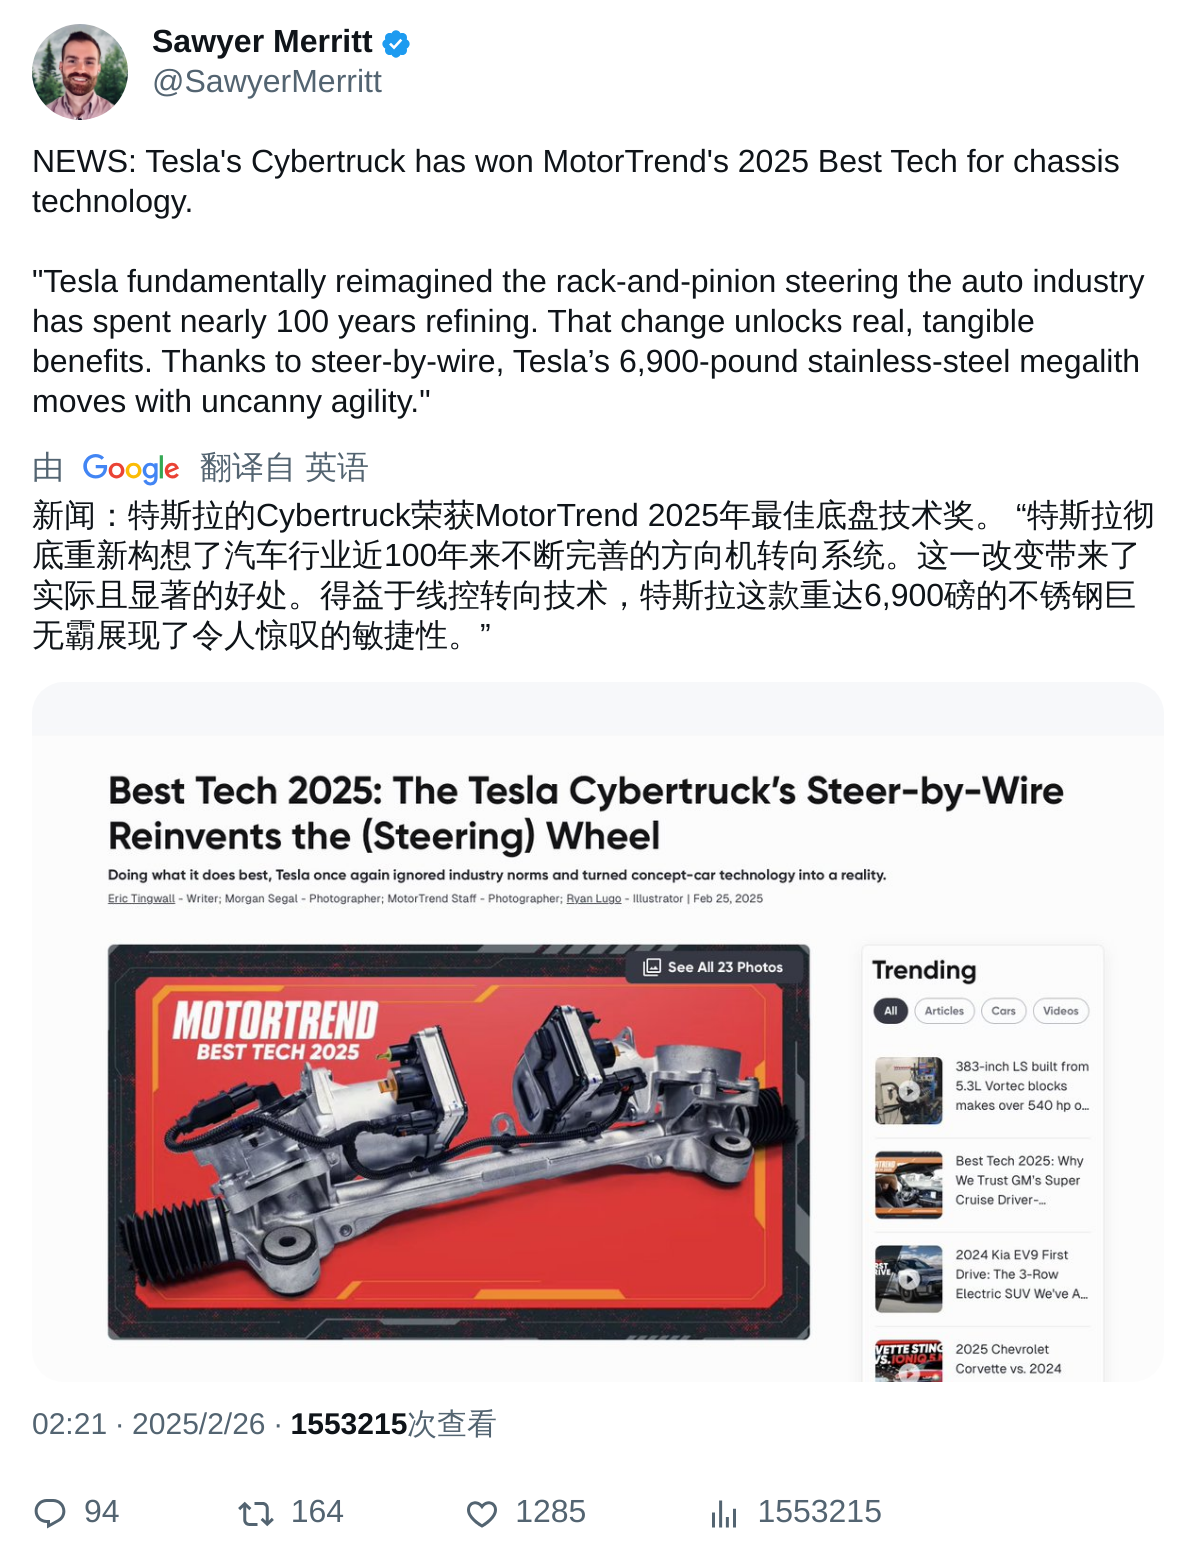 Sawyer Merritt
@SawyerMerritt
NEWS: Tesla's Cybertruck has won MotorTrend's 2025 Best Tech for chassis
technology.
"Tesla fundamentally reimagined the rack-and-pinion steering the auto industry
has spent nearly 100 years refining. That change unlocks real, tangible
benefits. Thanks to steer-by-wire, Tesla’s 6,900-pound stainless-steel megalith
moves with uncanny agility."
由 Google 翻译自 英语
新闻：特斯拉的Cybertruck荣获MotorTrend 2025年最佳底盘技术奖。 “特斯拉彻
底重新构想了汽车行业近100年来不断完善的方向机转向系统。这一改变带来了
实际且显著的好处。得益于线控转向技术，特斯拉这款重达6,900磅的不锈钢巨
无霸展现了令人惊叹的敏捷性。”
Best Tech 2025: The Tesla Cybertruck’s Steer-by-Wire
Reinvents the (Steering) Wheel
Doing what it does best, Tesla once again ignored industry norms and turned concept-car technology into a reality.
Eric Tingwall - Writer; Morgan Segal - Photographer; MotorTrend Staff - Photographer; Ryan Lugo - Illustrator | Feb 25, 2025
See All 23 Photos
MOTORTREND
BEST TECH 2025
Trending
All Articles Cars Videos
383-inch LS built from
5.3L Vortec blocks
makes over 540 hp o...
Best Tech 2025: Why
We Trust GM's Super
Cruise Driver-...
2024 Kia EV9 First
Drive: The 3-Row
Electric SUV We've A...
VETTE STING
VS. IONIQ 5
2025 Chevrolet
Corvette vs. 2024
02:21 · 2025/2/26 · 1553215次查看
94 164 1285 1553215